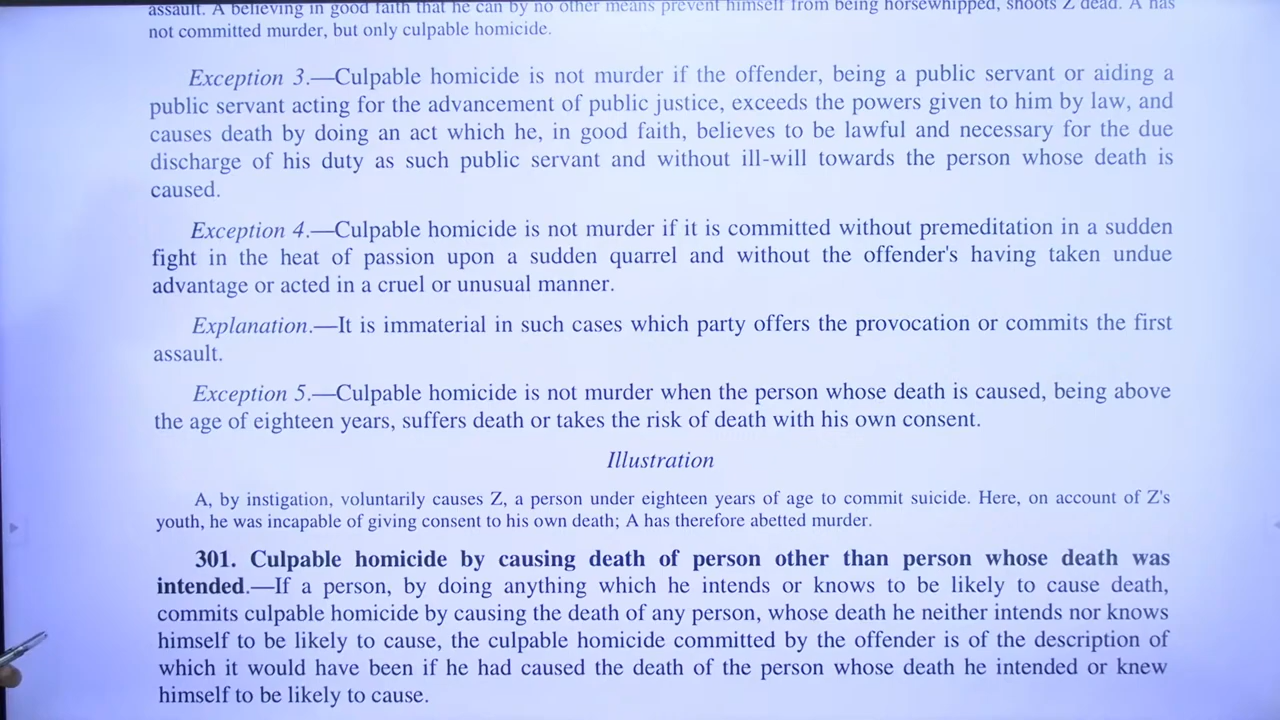 assault. A believing in good faith that he can by no other means prevent himself from being horsewhipped, shoots Z dead. A has
not committed murder, but only culpable homicide.
Exception 3.—Culpable homicide is not murder if the offender, being a public servant or aiding a
public servant acting for the advancement of public justice, exceeds the powers given to him by law, and
causes death by doing an act which he, in good faith, believes to be lawful and necessary for the due
discharge of his duty as such public servant and without ill-will towards the person whose death is
caused.
Exception 4.—Culpable homicide is not murder if it is committed without premeditation in a sudden
fight in the heat of passion upon a sudden quarrel and without the offender's having taken undue
advantage or acted in a cruel or unusual manner.
Explanation.—It is immaterial in such cases which party offers the provocation or commits the first
assault.
Exception 5.—Culpable homicide is not murder when the person whose death is caused, being above
the age of eighteen years, suffers death or takes the risk of death with his own consent.
Illustration
A, by instigation, voluntarily causes Z, a person under eighteen years of age to commit suicide. Here, on account of Z's
youth, he was incapable of giving consent to his own death; A has therefore abetted murder.
301. Culpable homicide by causing death of person other than person whose death was
intended.—If a person, by doing anything which he intends or knows to be likely to cause death,
commits culpable homicide by causing the death of any person, whose death he neither intends nor knows
himself to be likely to cause, the culpable homicide committed by the offender is of the description of
which it would have been if he had caused the death of the person whose death he intended or knew
himself to be likely to cause.